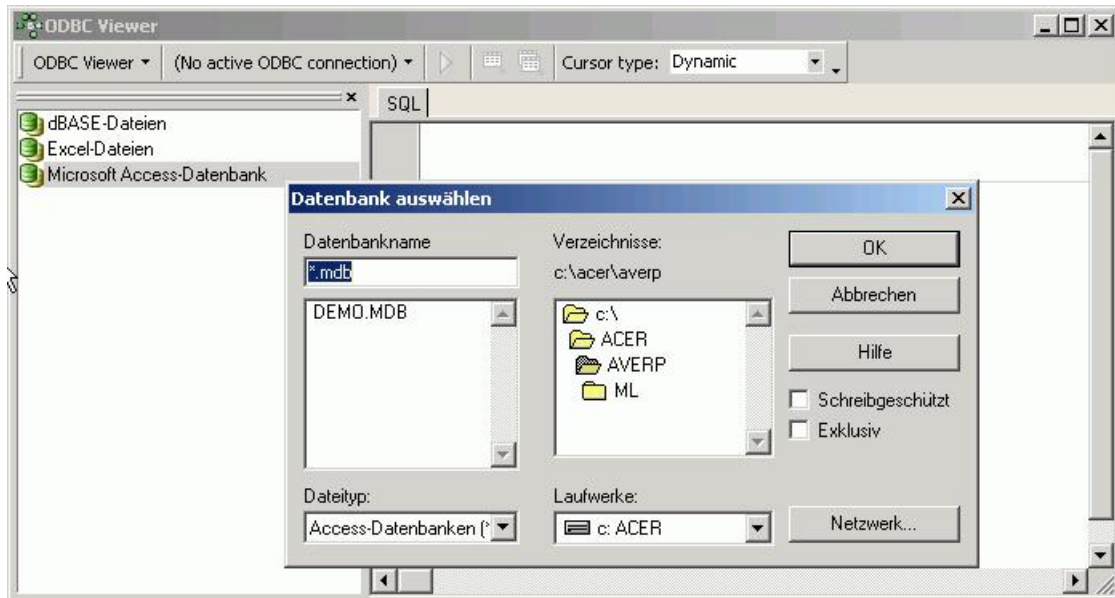 ODBC Viewer
ODBC Viewer (No active ODBC connection) Cursor type: Dynamic
SQL
dBASE-Dateien
Excel-Dateien
Microsoft Access-Datenbank
Datenbank auswählen
Datenbankname
*.mdb
DEMO.MDB
Verzeichnisse:
c:\acer\averp
c:\
ACER
AVERP
ML
OK
Abbrechen
Hilfe
Schreibgeschützt
Exklusiv
Dateityp:
Access-Datenbanken (*
Laufwerke:
c: ACER
Netzwerk...